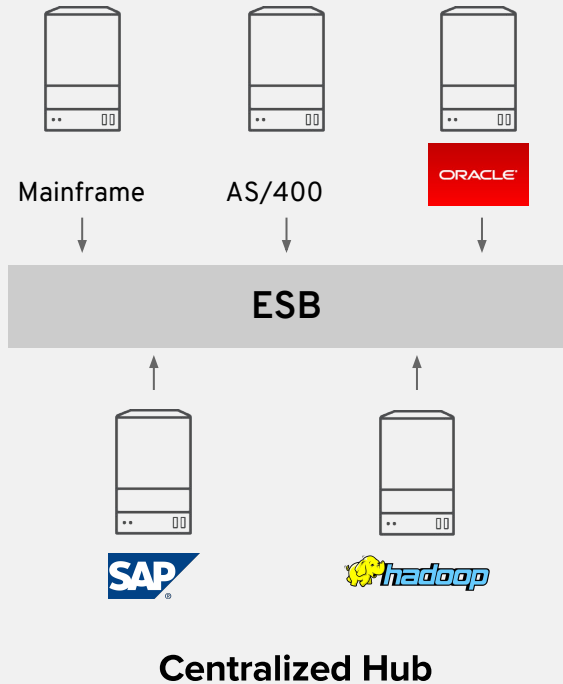 Mainframe
AS/400
ORACLE®
ESB
SAP®
hadoop
Centralized Hub